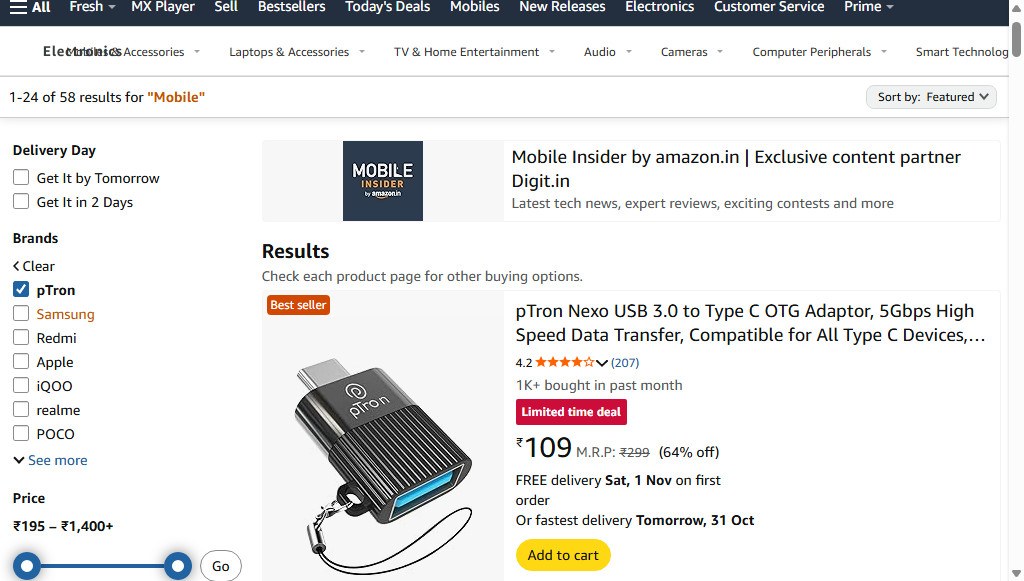 All Fresh MX Player Sell Bestsellers Today's Deals Mobiles New Releases Electronics Customer Service Prime
Electronics Mobiles & Accessories Laptops & Accessories TV & Home Entertainment Audio Cameras Computer Peripherals Smart Technolog
1-24 of 58 results for "Mobile"
Sort by: Featured
Delivery Day
Get It by Tomorrow
Get It in 2 Days
Brands
Clear
pTron
Samsung
Redmi
Apple
iQOO
realme
POCO
See more
Price
₹195 – ₹1,400+
Go
MOBILE
INSIDER
by amazon.in
Mobile Insider by amazon.in | Exclusive content partner
Digit.in
Latest tech news, expert reviews, exciting contests and more
Results
Check each product page for other buying options.
Best seller
pTron
pTron Nexo USB 3.0 to Type C OTG Adaptor, 5Gbps High
Speed Data Transfer, Compatible for All Type C Devices,...
4.2 (207)
1K+ bought in past month
Limited time deal
₹109 M.R.P: ₹299 (64% off)
FREE delivery Sat, 1 Nov on first
order
Or fastest delivery Tomorrow, 31 Oct
Add to cart